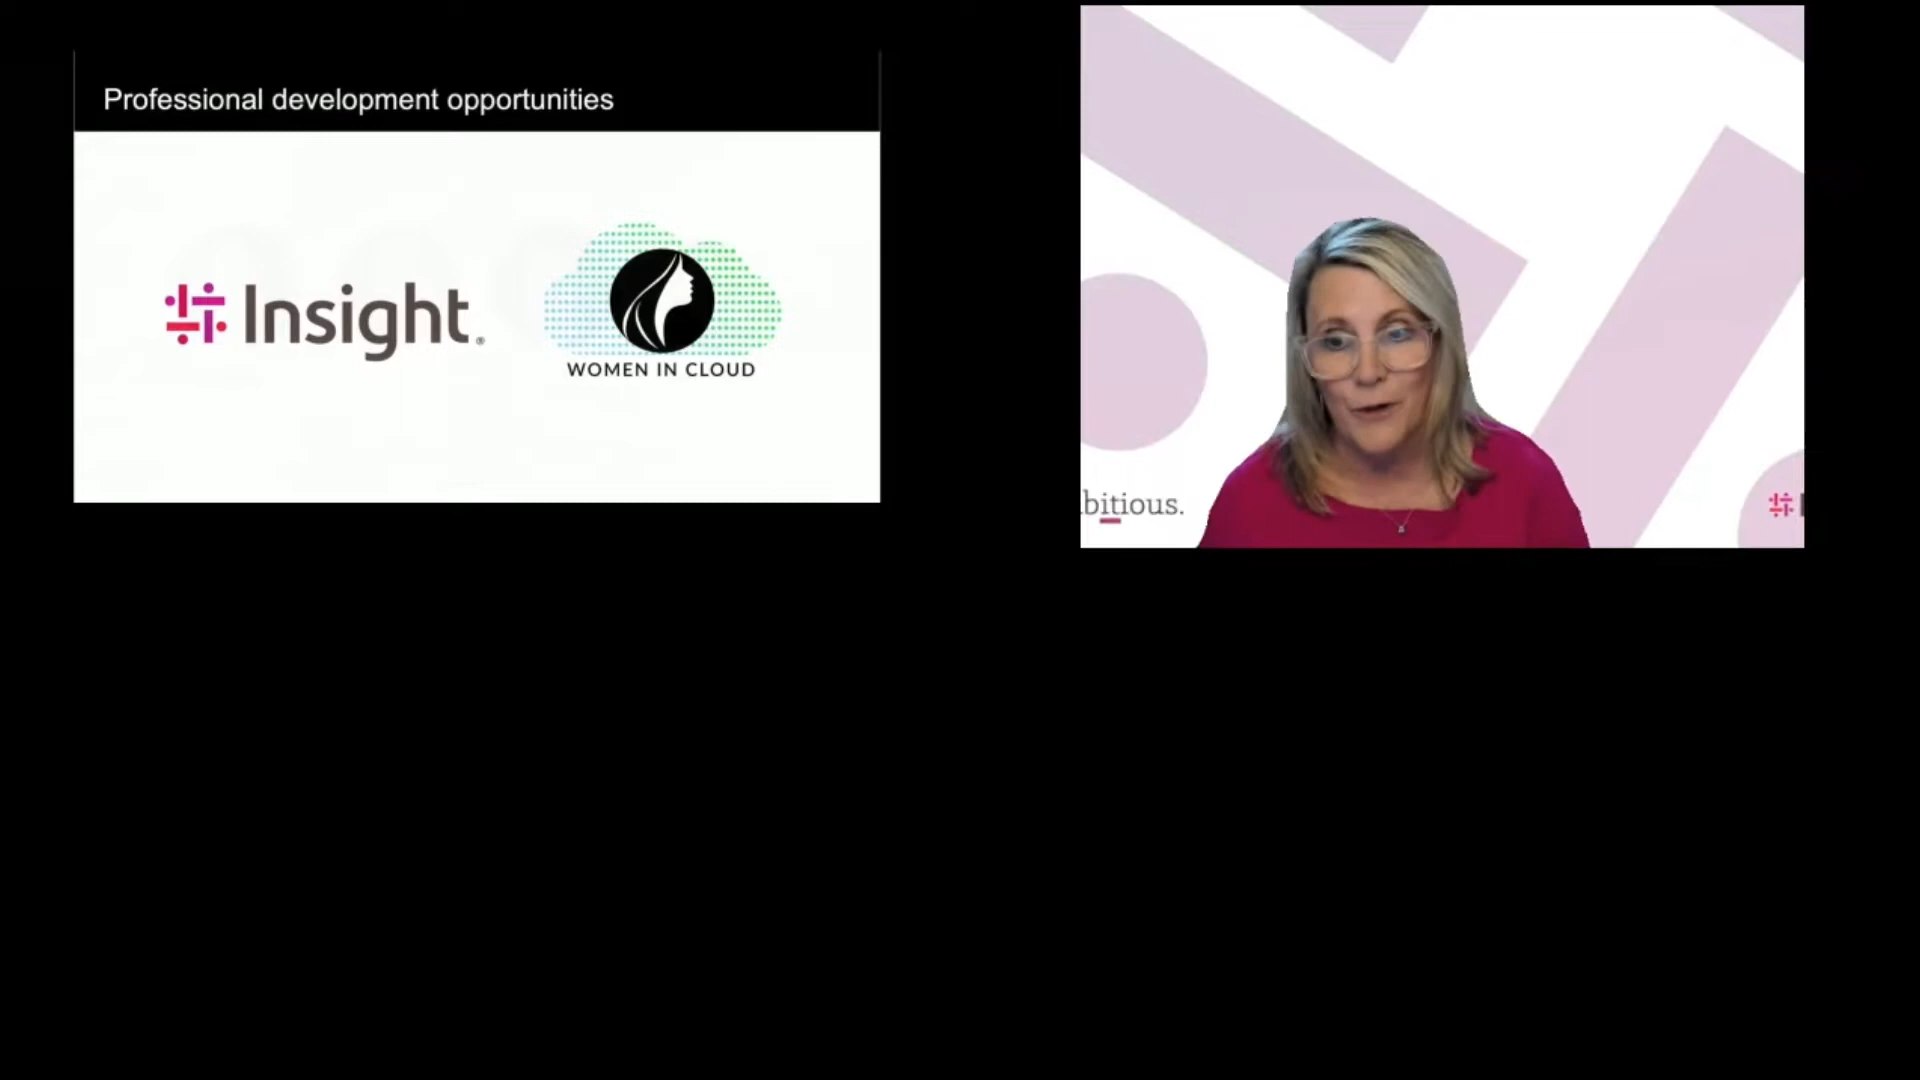 Professional development opportunities
Insight®
WOMEN IN CLOUD
bitious.